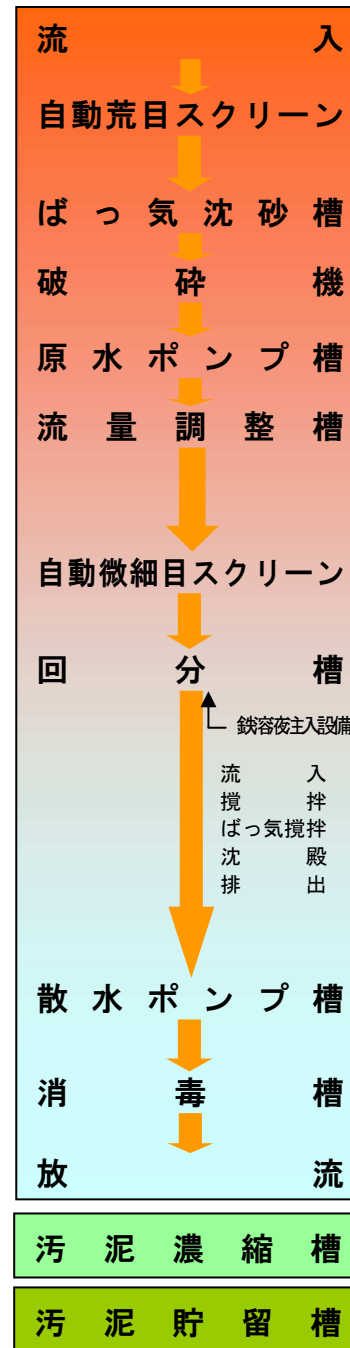 流入
自動荒目スクリーン
ばっ気沈砂槽
破砕機
原水ポンプ槽
流量調整槽
自動微細目スクリーン
回分槽
鉄容夜主入設備
流入
撹拌
ばっ気撹拌
沈殿
排出
散水ポンプ槽
消毒槽
放流
汚泥濃縮槽
汚泥貯留槽